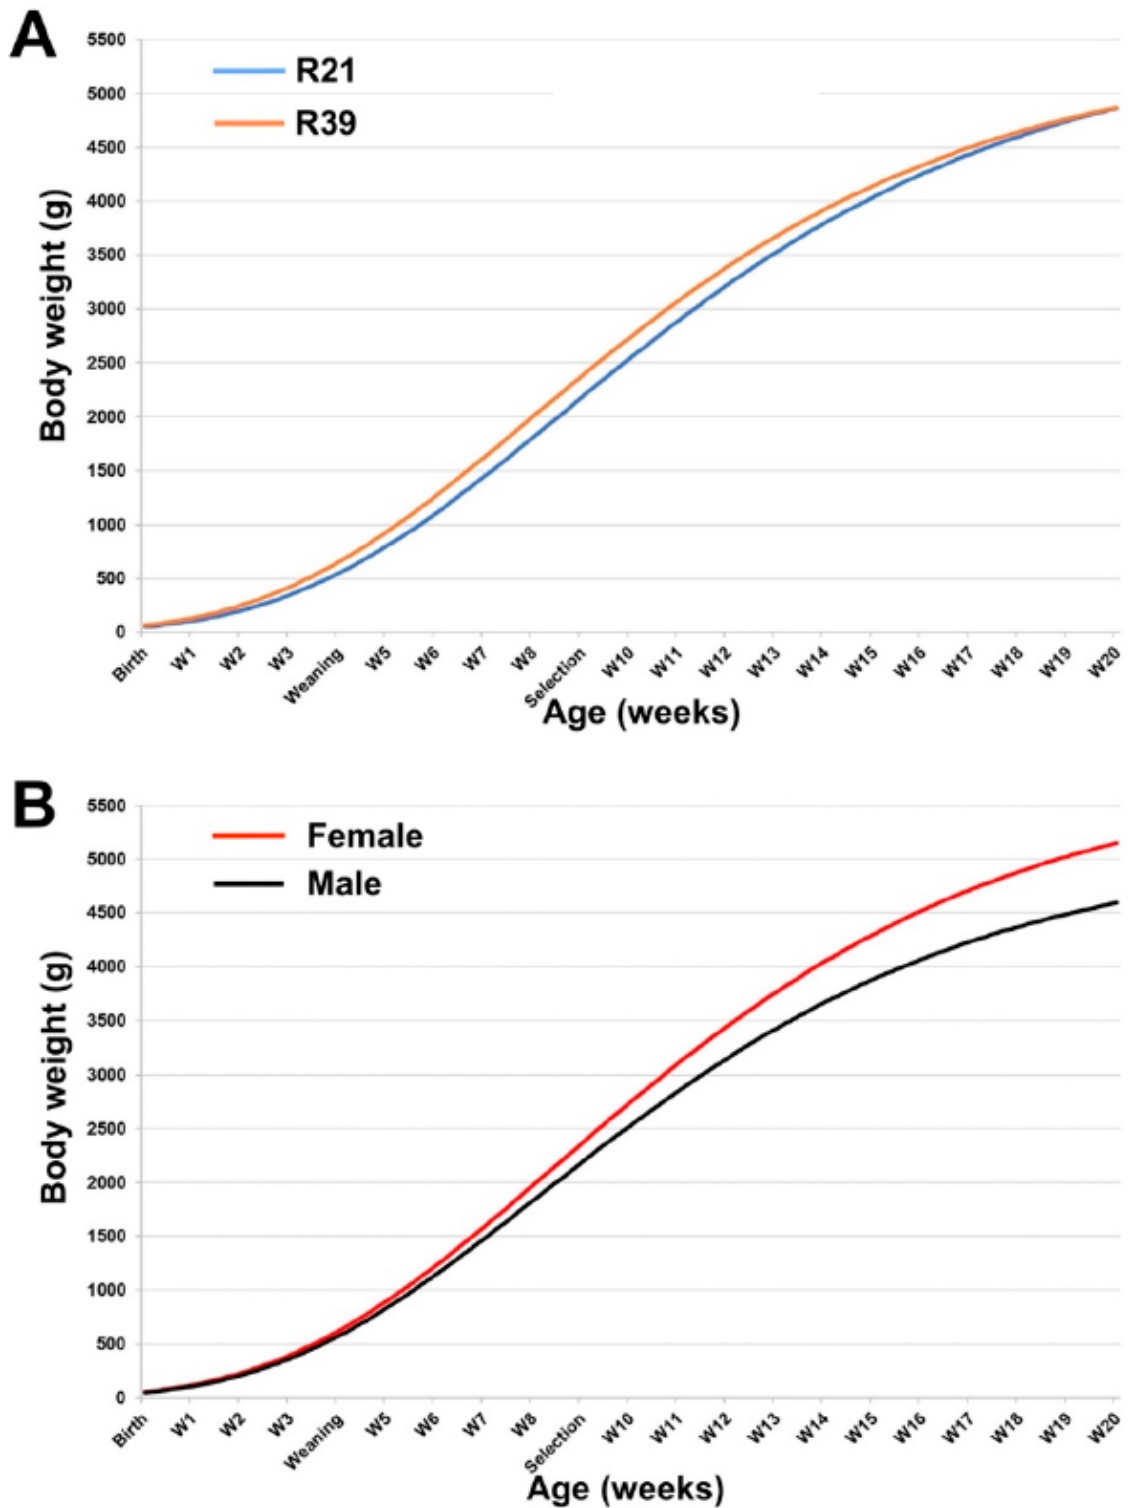 A
5500
5000
4500
4000
3500
3000
2500
2000
1500
1000
500
0
R21
R39
Body weight (g)
Birth W1 W2 W3 Weaning W5 W6 W7 W8 Selection W10 W11 W12 W13 W14 W15 W16 W17 W18 W19 W20
Age (weeks)
B
5500
5000
4500
4000
3500
3000
2500
2000
1500
1000
500
0
Female
Male
Body weight (g)
Birth W1 W2 W3 Weaning W5 W6 W7 W8 Selection W10 W11 W12 W13 W14 W15 W16 W17 W18 W19 W20
Age (weeks)